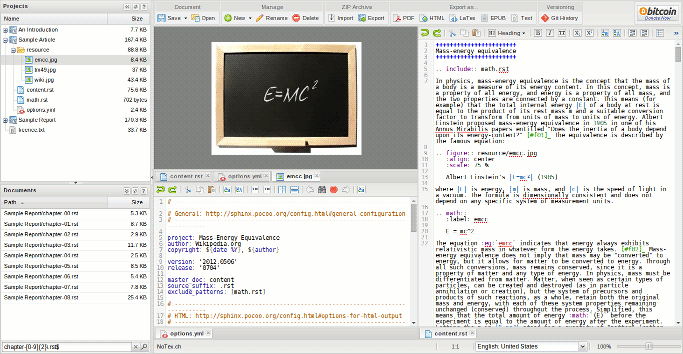 Document
Manage
ZIP Archive
Export as...
Versioning
Save
Open
New
Rename
Delete
Import
Export
PDF
HTML
LaTex
EPUB
Text
Git History
bitcoin
Donate Now
Projects
Name
Size
An Introduction 7.7 KB
Sample Article 167.4 KB
resource 88.8 KB
emcc.jpg 8.4 KB
tni49.jpg 37 KB
wiki.jpg 43.4 KB
content.rst 75.6 KB
math.rst 702 bytes
options.yml 2.4 KB
Sample Report 170.3 KB
licence.txt 33.7 KB
E=MC²
content.rst
options.yml
emcc.jpg
Documents
Path
Size
Sample Report/chapter-00.rst 5.3 KB
Sample Report/chapter-01.rst 8.7 KB
Sample Report/chapter-02.rst 2.9 KB
Sample Report/chapter-03.rst 11.7 KB
Sample Report/chapter-04.rst 2.5 KB
Sample Report/chapter-05.rst 8.5 KB
Sample Report/chapter-06.rst 5.4 KB
Sample Report/chapter-07.rst 7.8 KB
Sample Report/chapter-08.rst 25.4 KB
chapter-[0-9]{2}.rst$
1 #
2 # General: http://sphinx.pocoo.org/config.html#general-configuration
3 #
project: Mass-Energy Equivalence
author: Wikipedia.org
copyright: ${date %Y}, ${author}
version: '2012.0506'
release: '0704'
master_doc: content
source_suffix: .rst
exclude_patterns: [math.rst]
#
# HTML: http://sphinx.pocoo.org/config.html#options-for-html-output
#
options.yml
Heading
Mass-energy equivalence
.. include:: math.rst
In physics, mass-energy equivalence is the concept that the mass of
a body is a measure of its energy content. In this concept, mass is
a property of all energy, and energy is a property of all mass, and
the two properties are connected by a constant. This means (for
example) that the total internal energy |E| of a body at rest is
equal to the product of its rest mass m and a suitable conversion
factor to transform from units of mass to units of energy. Albert
Einstein proposed mass-energy equivalence in 1905 in one of his
Annus Mirabilis papers entitled "Does the inertia of a body depend
upon its energy-content?" [#f01]_ The equivalence is described by
the famous equation:
.. figure:: resource/emcc.jpg
:align: center
:scale: 75 %
Albert Einstein's |E=mc²| (1905)
where |E| is energy, |m| is mass, and |c| is the speed of light in
a vacuum. The formula is dimensionally consistent and does not
depend on any specific system of measurement units.
.. math::
:label: emcc
E = mc^2
The equation :eq:`emcc` indicates that energy always exhibits
relativistic mass in whatever form the energy takes. [#f02]_ Mass-
energy equivalence does not imply that mass may be "converted" to
energy, but it allows for matter to be converted to energy. Through
all such conversions, mass remains conserved, since it is a
property of matter and any type of energy. In physics, mass must be
differentiated from matter. Matter, when seen as certain types of
particles, can be created and destroyed (as in particle
annihilation or creation), but the system of precursors and
products of such reactions, as a whole, retain both the original
mass and energy, with each of these system properties remaining
unchanged (conserved) throughout the process. Simplified, this
means that the total amount of energy :math:`{E}` before the
experiment is equal to the amount of energy after the experiment.
content.rst
NoTex.ch
1:1
English, United States
100%